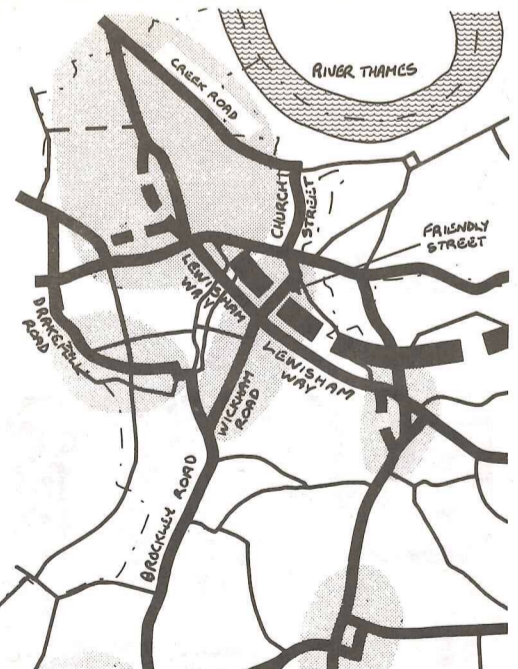 RIVER THAMES
CREEK ROAD
CHURCH
STREET
FRIENDLY
STREET
LEWISHAM
WAY
DRAKEFELL
ROAD
LEWISHAM
WAY
WICKHAM
ROAD
BROCKLEY ROAD